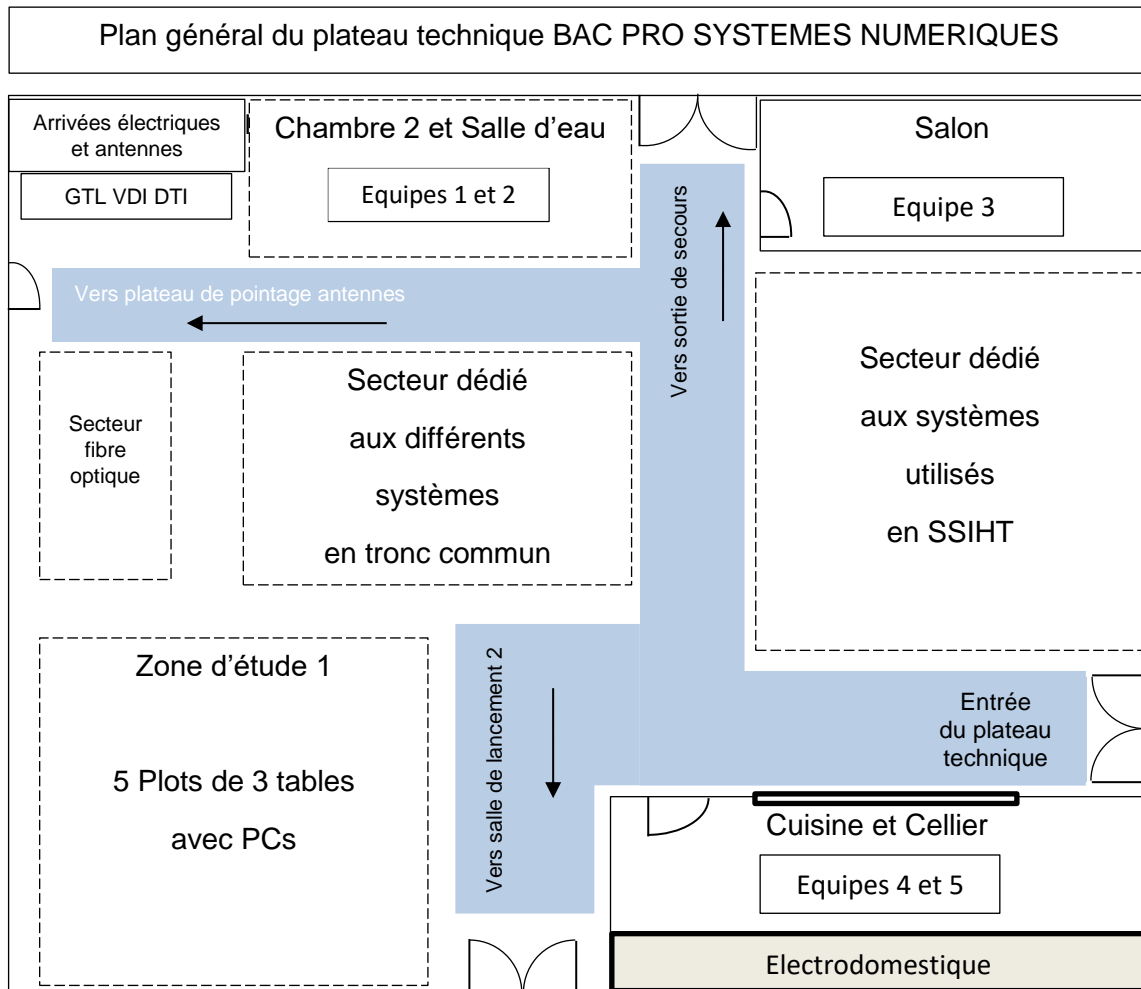 Plan général du plateau technique BAC PRO SYSTEMES NUMERIQUES
Arrivées électriques
et antennes
GTL VDI DTI
Chambre 2 et Salle d’eau
Equipes 1 et 2
Salon
Equipe 3
Vers plateau de pointage antennes
Vers sortie de secours
Secteur
fibre
optique
Secteur dédié
aux différents
systèmes
en tronc commun
Secteur dédié
aux systèmes
utilisés
en SSIHT
Zone d’étude 1
5 Plots de 3 tables
avec PCs
Vers salle de lancement 2
Entrée
du plateau
technique
Cuisine et Cellier
Equipes 4 et 5
Electrodomestique